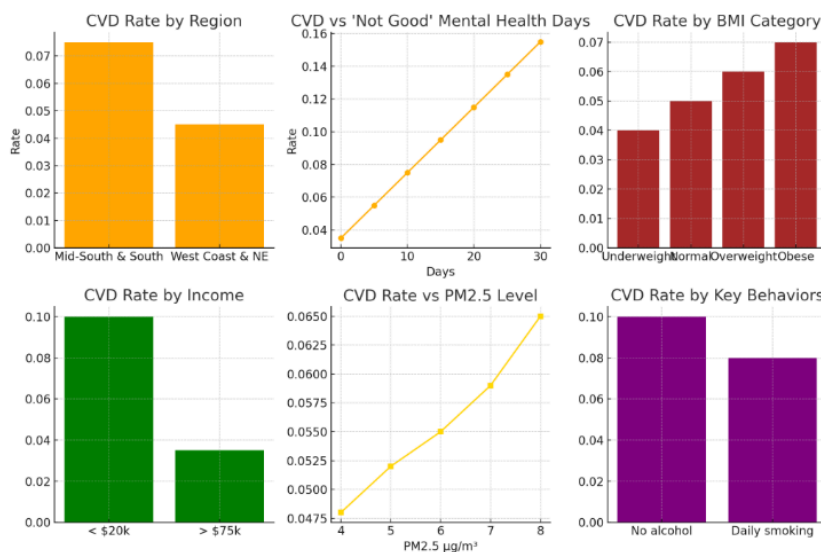 CVD Rate by Region
Rate
0.07
0.06
0.05
0.04
0.03
0.02
0.01
0.00
Mid-South & South
West Coast & NE
CVD vs 'Not Good' Mental Health Days
Rate
0.16
0.14
0.12
0.10
0.08
0.06
0.04
0
10
20
30
Days
CVD Rate by BMI Category
0.07
0.06
0.05
0.04
0.03
0.02
0.01
0.00
Underweight
Normal
Overweight
Obese
CVD Rate by Income
0.10
0.08
0.06
0.04
0.02
0.00
< $20k
> $75k
CVD Rate vs PM2.5 Level
0.0650
0.0625
0.0600
0.0575
0.0550
0.0525
0.0500
0.0475
4
5
6
7
8
PM2.5 µg/m³
CVD Rate by Key Behaviors
0.10
0.08
0.06
0.04
0.02
0.00
No alcohol
Daily smoking